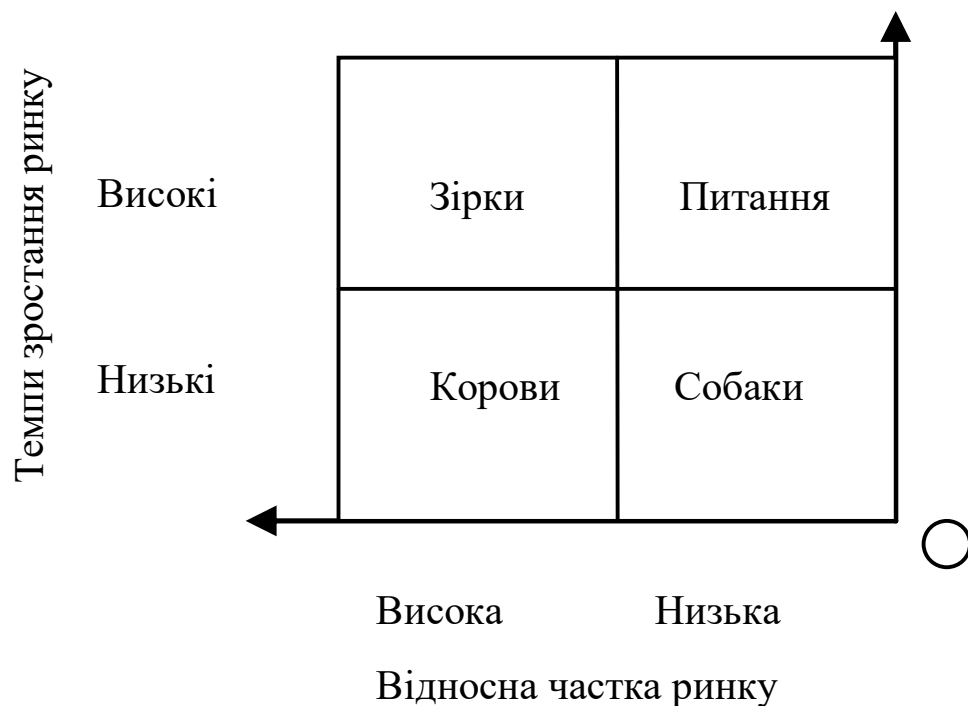 Темпи зростання ринку
Високі
Зірки
Питання
Низькі
Корови
Собаки
Висока
Низька
Відносна частка ринку